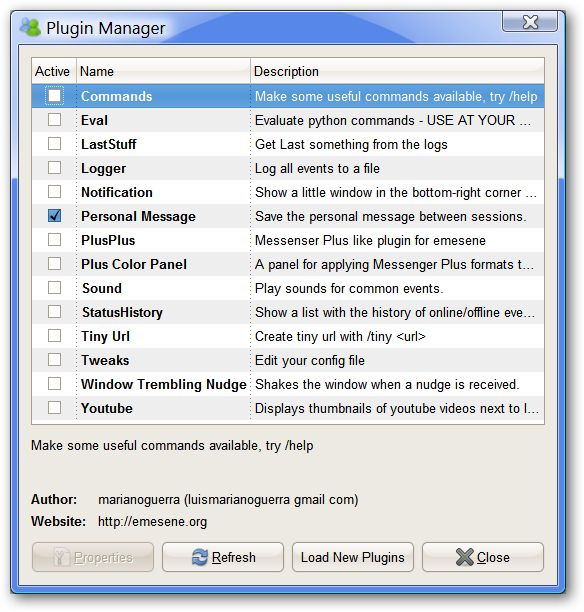 Plugin Manager
Active Name Description
Commands Make some useful commands available, try /help
Eval Evaluate python commands - USE AT YOUR ...
LastStuff Get Last something from the logs
Logger Log all events to a file
Notification Show a little window in the bottom-right corner ...
Personal Message Save the personal message between sessions.
PlusPlus Messenser Plus like plugin for emesene
Plus Color Panel A panel for applying Messenger Plus formats t...
Sound Play sounds for common events.
StatusHistory Show a list with the history of online/offline eve...
Tiny Url Create tiny url with /tiny <url>
Tweaks Edit your config file
Window Trembling Nudge Shakes the window when a nudge is received.
Youtube Displays thumbnails of youtube videos next to l...
Make some useful commands available, try /help
Author: marianoguerra (luismarianoguerra gmail com)
Website: http://emesene.org
Properties Refresh Load New Plugins Close